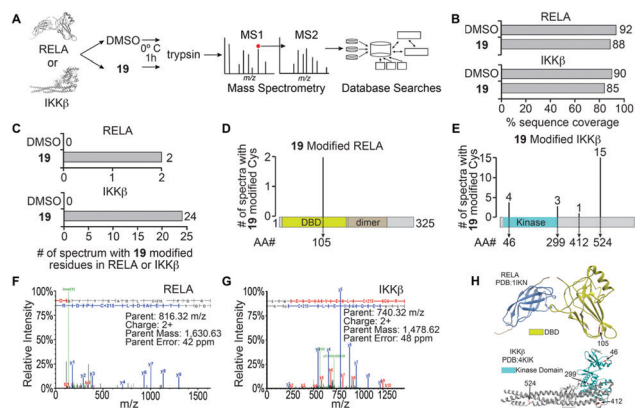 A
RELA
or
IKKβ
DMSO
0º C
1h
19
trypsin
MS1
MS2
m/z
m/z
Mass Spectrometry
Database Searches
B
RELA
DMSO
92
19
88
IKKβ
DMSO
90
19
85
0 20 40 60 80 100
% sequence coverage
C
RELA
DMSO
0
19
2
0 1 2
IKKβ
DMSO
0
19
24
0 5 10 15 20 25
# of spectrum with 19 modified
residues in RELA or IKKβ
D
19 Modified RELA
# of spectra with
19 modified Cys
2
1
0
1
DBD
dimer
325
AA#
105
E
19 Modified IKKβ
# of spectra with
19 modified Cys
15
10
5
0
4
3
1
15
Kinase
AA#
46
299
412
524
F
RELA
Relative Intensity
100%
75%
50%
25%
0%
Parent: 816.32 m/z
Charge: 2+
Parent Mass: 1,630.63
Parent Error: 42 ppm
0 500 1000 1500
m/z
G
IKKβ
Relative Intensity
100%
75%
50%
25%
0%
Parent: 740.32 m/z
Charge: 2+
Parent Mass: 1,478.62
Parent Error: 48 ppm
0 250 500 750 1000 1250
m/z
H
RELA
PDB:1IKN
DBD
105
IKKβ
PDB:4KIK
Kinase Domain
46
299
524
412